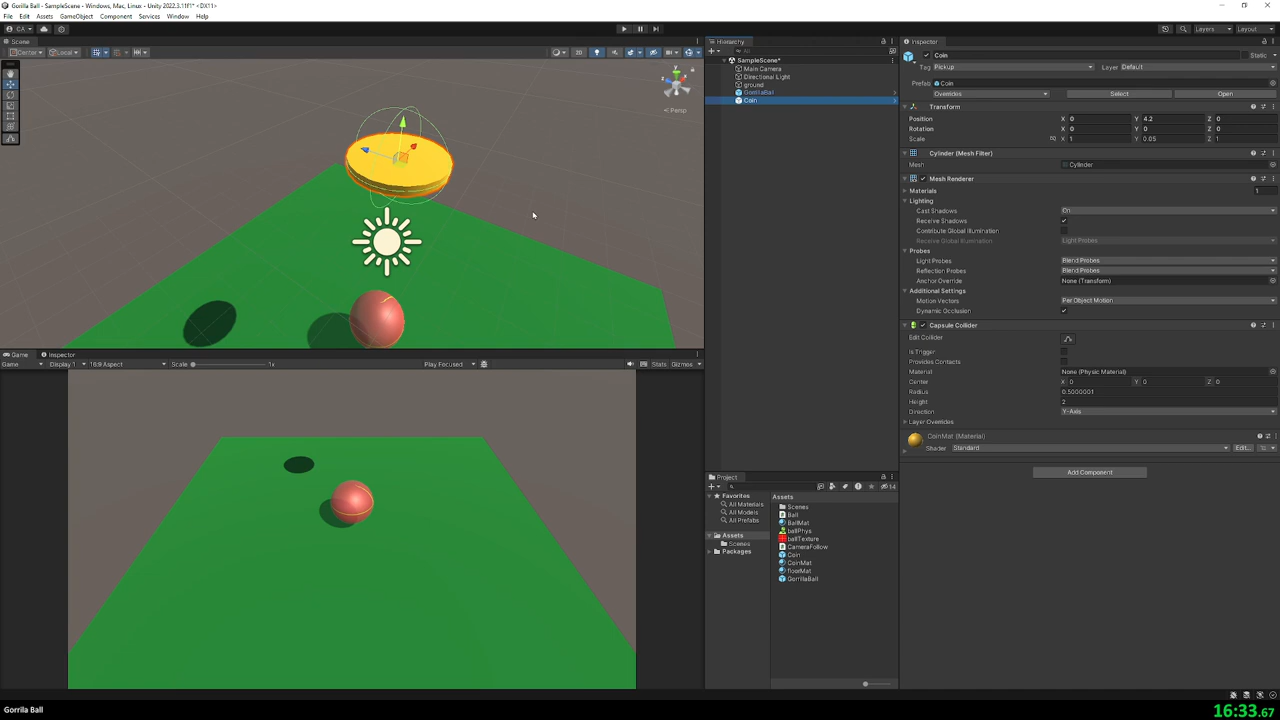 Gorilla Ball - SampleScene - Windows, Mac, Linux - Unity 2022.3.11f1* <DX11>
File Edit Assets GameObject Component Services Window Help
CA
Layers Layout
Scene
Center Local 2D
Persp
Hierarchy
All
SampleScene*
Main Camera
Directional Light
ground
GorillaBall
Coin
Inspector
Coin Static
Tag Pickup Layer Default
Prefab Coin
Overrides Select Open
Transform
Position X 0 Y 4.2 Z 0
Rotation X 0 Y 0 Z 0
Scale X 1 Y 0.05 Z 1
Cylinder (Mesh Filter)
Mesh Cylinder
Mesh Renderer
Materials 1
Lighting
Cast Shadows On
Receive Shadows
Contribute Global Illumination
Receive Global Illumination Light Probes
Probes
Light Probes Blend Probes
Reflection Probes Blend Probes
Anchor Override None (Transform)
Additional Settings
Motion Vectors Per Object Motion
Dynamic Occlusion
Capsule Collider
Edit Collider
Is Trigger
Provides Contacts
Material None (Physic Material)
Center X 0 Y 0 Z 0
Radius 0.5000001
Height 2
Direction Y-Axis
Layer Overrides
CoinMat (Material)
Shader Standard Edit...
Add Component
Game Inspector
Game Display 1 16:9 Aspect Scale 1x Play Focused Stats Gizmos
Project
14
Favorites
All Materials
All Models
All Prefabs
Assets
Scenes
Packages
Assets
Scenes
Ball
BallMat
ballPhys
ballTexture
CameraFollow
Coin
CoinMat
floorMat
GorrillaBall
Gorrilla Ball
16:33.67